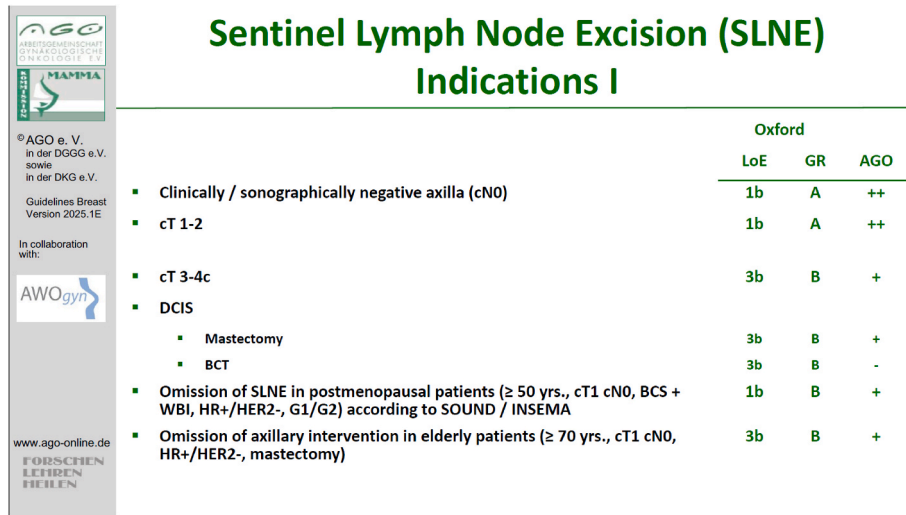 Sentinel Lymph Node Excision (SLNE)
Indications I
AGO
ARBEITSGEMEINSCHAFT
GYNÄKOLOGISCHE
ONKOLOGIE E.V.
KOMMISSION
MAMMA
© AGO e. V.
in der DGGG e.V.
sowie
in der DKG e.V.
Guidelines Breast
Version 2025.1E
In collaboration
with:
AWOgyn
www.ago-online.de
FORSCHEN
LEHREN
HEILEN
Oxford
LoE GR AGO
▪ Clinically / sonographically negative axilla (cN0) 1b A ++
▪ cT 1-2 1b A ++
▪ cT 3-4c 3b B +
▪ DCIS
▪ Mastectomy 3b B +
▪ BCT 3b B -
▪ Omission of SLNE in postmenopausal patients (≥ 50 yrs., cT1 cN0, BCS + 1b B +
WBI, HR+/HER2-, G1/G2) according to SOUND / INSEMA
▪ Omission of axillary intervention in elderly patients (≥ 70 yrs., cT1 cN0, 3b B +
HR+/HER2-, mastectomy)